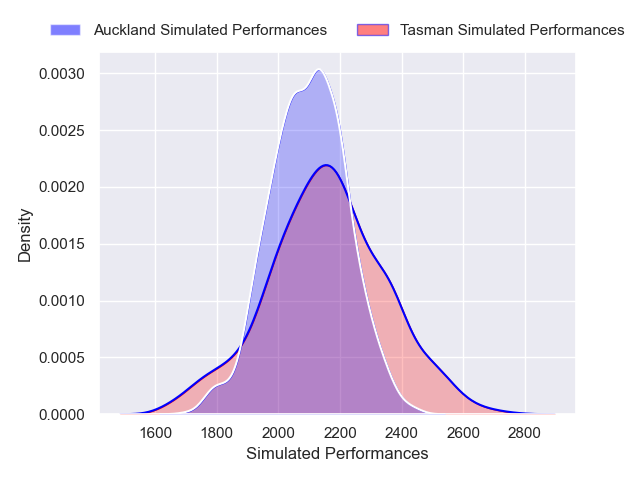 Auckland Simulated Performances Tasman Simulated Performances
0.0030
0.0025
0.0020
0.0015
0.0010
0.0005
0.0000
Density
1600 1800 2000 2200 2400 2600 2800
Simulated Performances